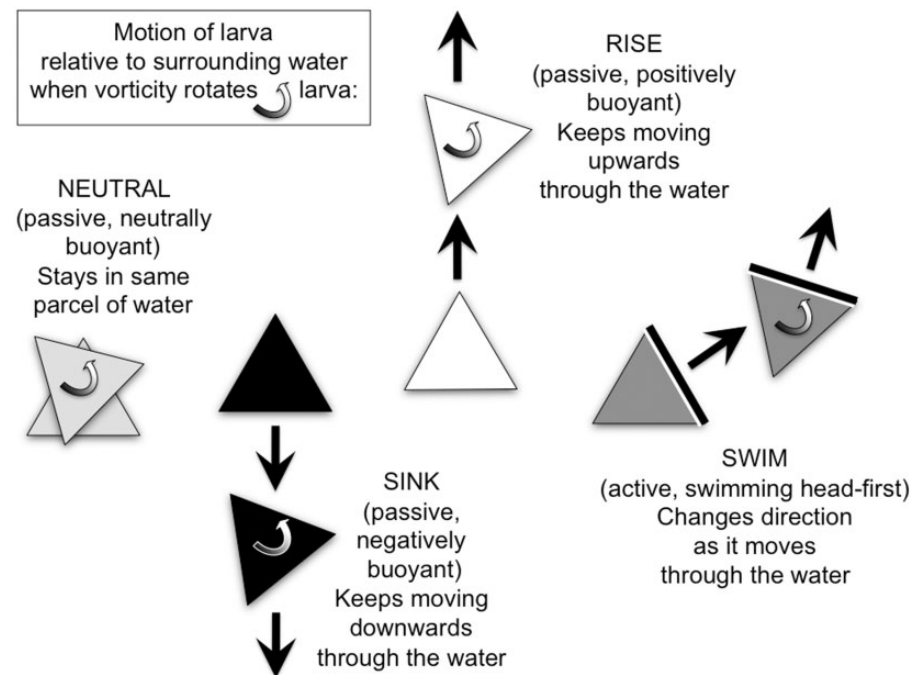 Motion of larva
relative to surrounding water
when vorticity rotates larva:
RISE
(passive, positively
buoyant)
Keeps moving
upwards
through the water
NEUTRAL
(passive, neutrally
buoyant)
Stays in same
parcel of water
SINK
(passive,
negatively
buoyant)
Keeps moving
downwards
through the water
SWIM
(active, swimming head-first)
Changes direction
as it moves
through the water